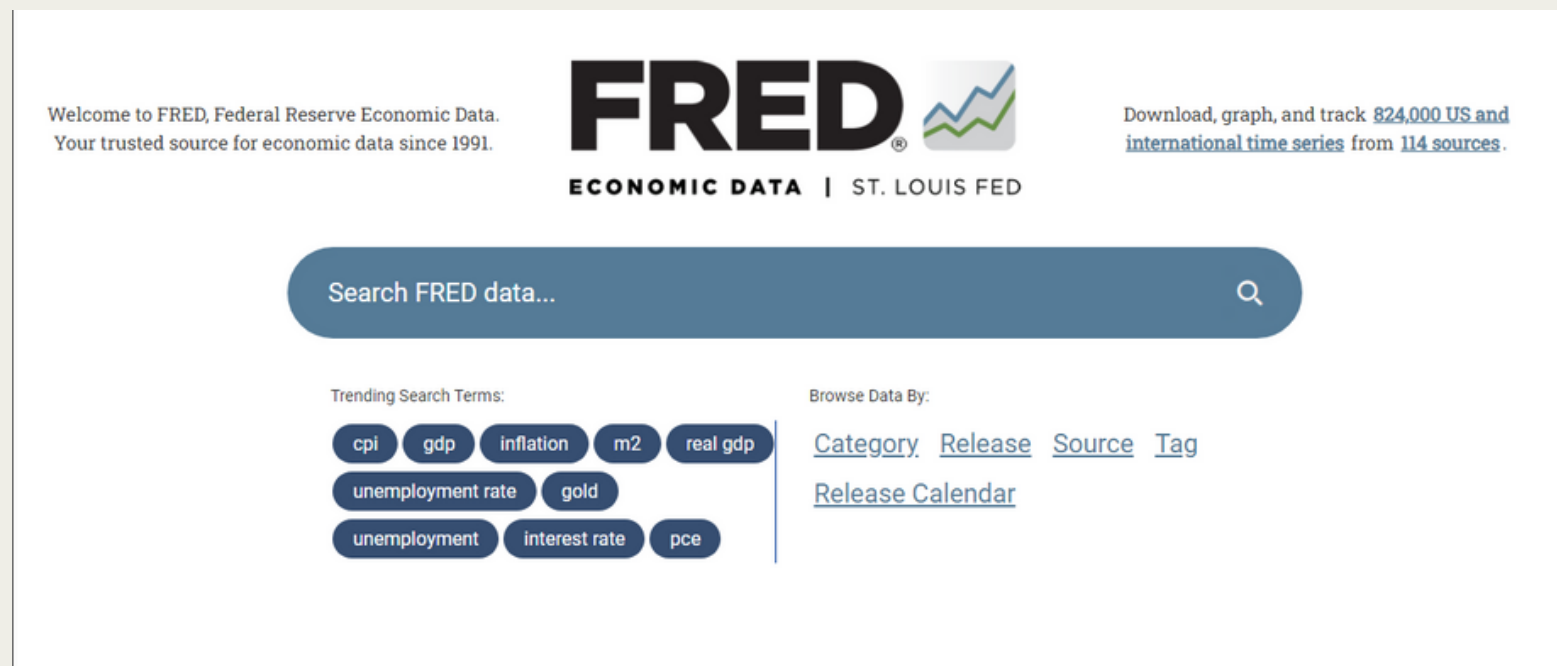 Welcome to FRED, Federal Reserve Economic Data.
Your trusted source for economic data since 1991.
FRED®
ECONOMIC DATA | ST. LOUIS FED
Download, graph, and track 824,000 US and
international time series from 114 sources.
Search FRED data...
Trending Search Terms:
cpi gdp inflation m2 real gdp
unemployment rate gold
unemployment interest rate pce
Browse Data By:
Category Release Source Tag
Release Calendar